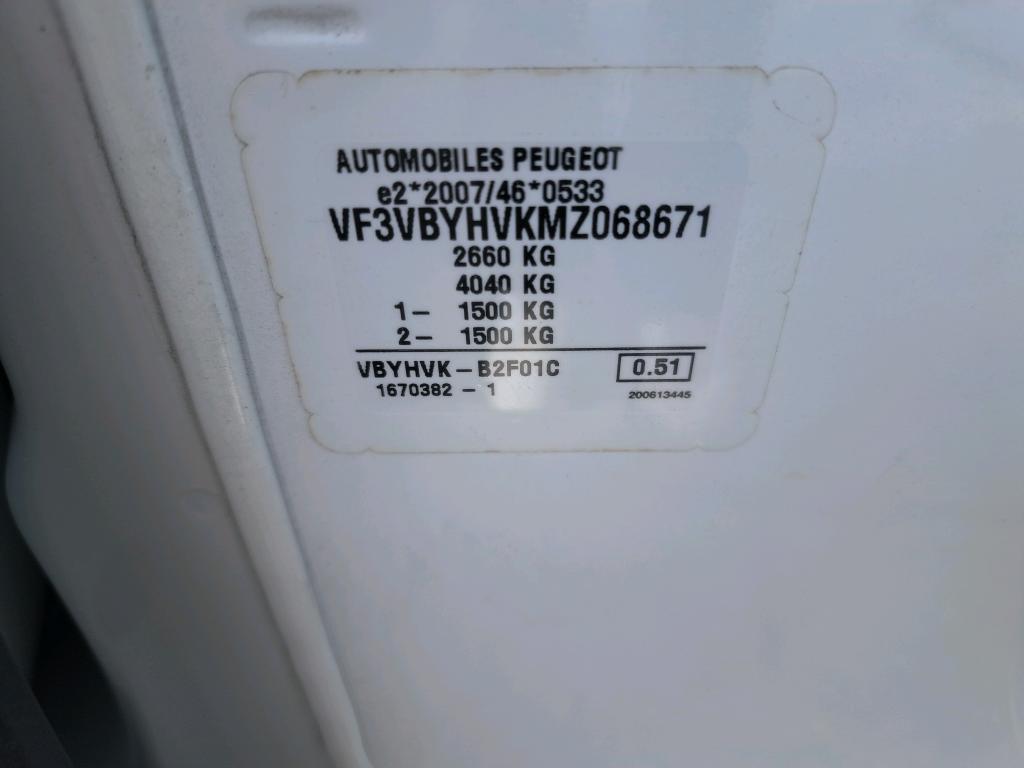 AUTOMOBILES PEUGEOT
e2*2007/46*0533
VF3VBYHVKMZ068671
2660 KG
4040 KG
1– 1500 KG
2– 1500 KG
VBYHVK – B2F01C 0.51
1670382 – 1 200613445